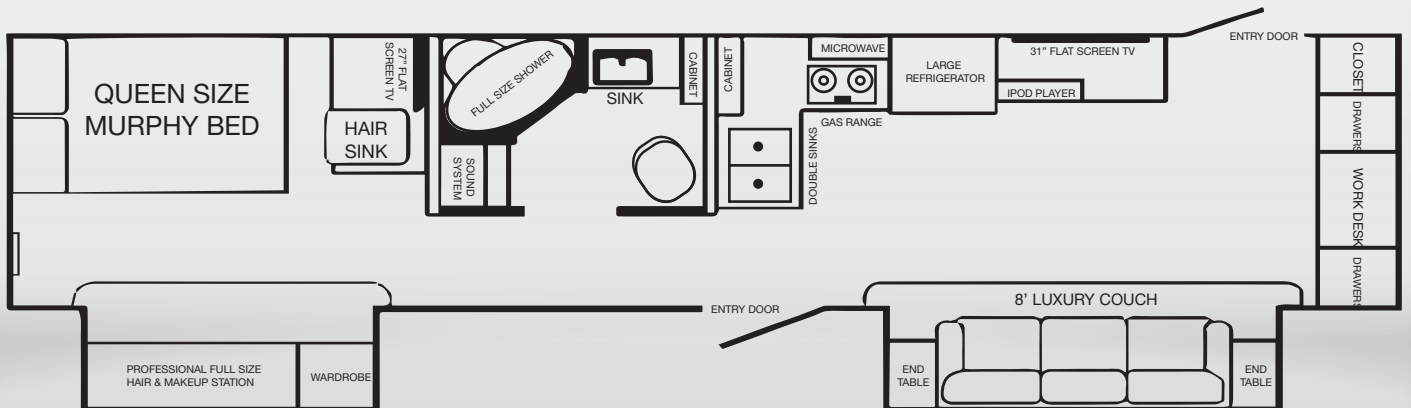 QUEEN SIZE
MURPHY BED
27" FLAT
SCREEN TV
HAIR
SINK
FULL SIZE SHOWER
SOUND
SYSTEM
SINK
CABINET
CABINET
MICROWAVE
GAS RANGE
DOUBLE SINKS
LARGE
REFRIGERATOR
31" FLAT SCREEN TV
IPOD PLAYER
ENTRY DOOR
CLOSET
DRAWERS
WORK DESK
DRAWERS
PROFESSIONAL FULL SIZE
HAIR & MAKEUP STATION
WARDROBE
ENTRY DOOR
8' LUXURY COUCH
END
TABLE
END
TABLE